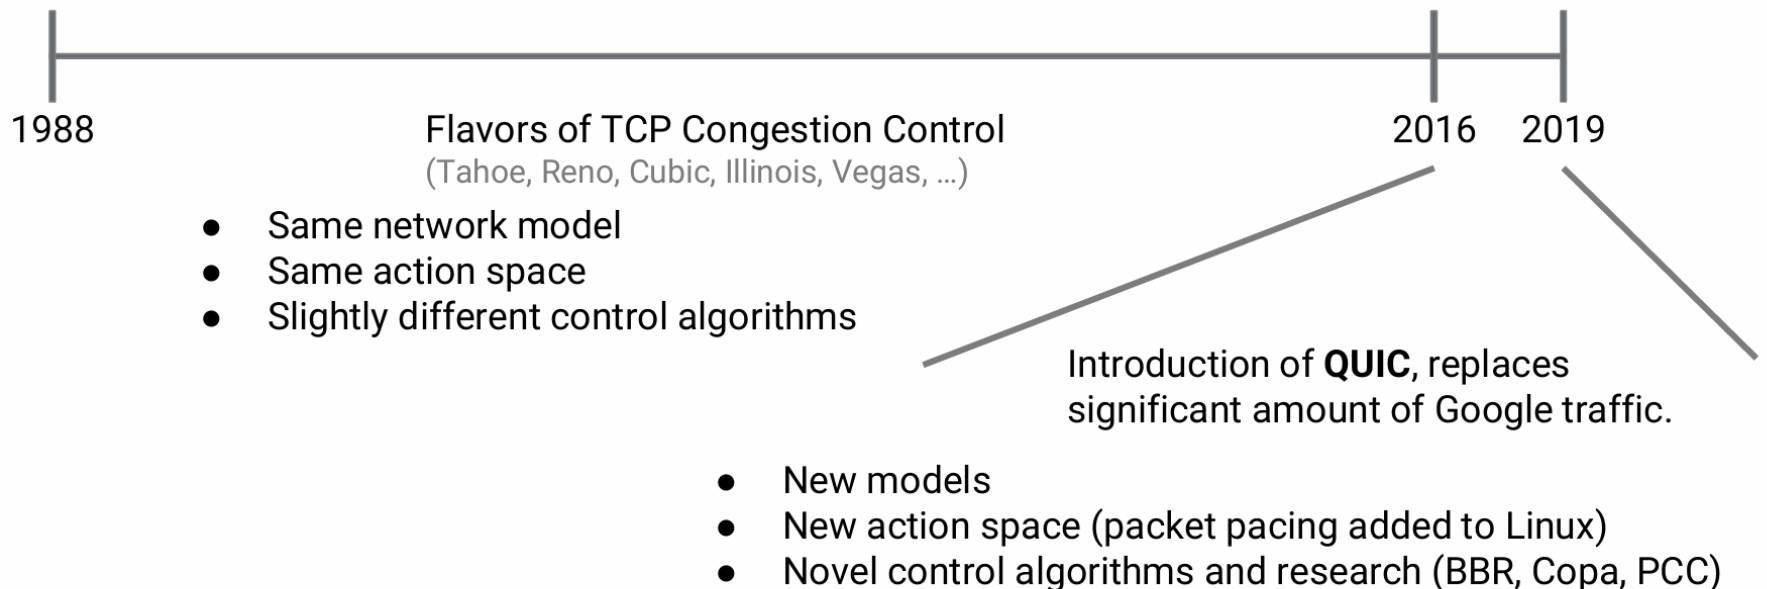 1988
2016
2019
Flavors of TCP Congestion Control
(Tahoe, Reno, Cubic, Illinois, Vegas, ...)
● Same network model
● Same action space
● Slightly different control algorithms
Introduction of QUIC, replaces
significant amount of Google traffic.
● New models
● New action space (packet pacing added to Linux)
● Novel control algorithms and research (BBR, Copa, PCC)